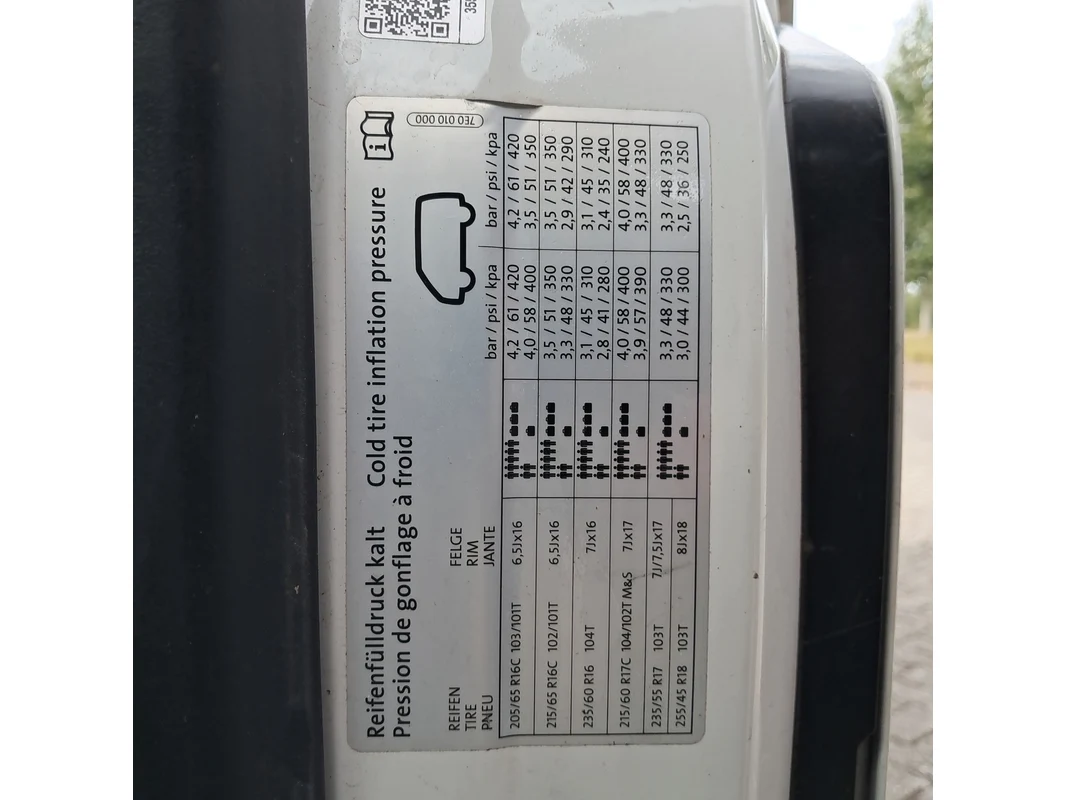 Reifenfülldruck kalt Cold tire inflation pressure i
Pression de gonflage à froid 7E0 010 000
REIFEN FELGE
TIRE RIM
PNEU JANTE bar / psi / kpa bar / psi / kpa
205/65 R16C 103/101T 6,5Jx16 4,2 / 61 / 420 4,2 / 61 / 420
4,0 / 58 / 400 3,5 / 51 / 350
215/65 R16C 102/101T 6,5Jx16 3,5 / 51 / 350 3,5 / 51 / 350
3,3 / 48 / 330 2,9 / 42 / 290
235/60 R16 104T 7Jx16 3,1 / 45 / 310 3,1 / 45 / 310
2,8 / 41 / 280 2,4 / 35 / 240
215/60 R17C 104/102T M&S 7Jx17 4,0 / 58 / 400 4,0 / 58 / 400
3,9 / 57 / 390 3,3 / 48 / 330
235/55 R17 103T 7J/7,5Jx17 3,3 / 48 / 330 3,3 / 48 / 330
255/45 R18 103T 8Jx18 3,0 / 44 / 300 2,5 / 36 / 250